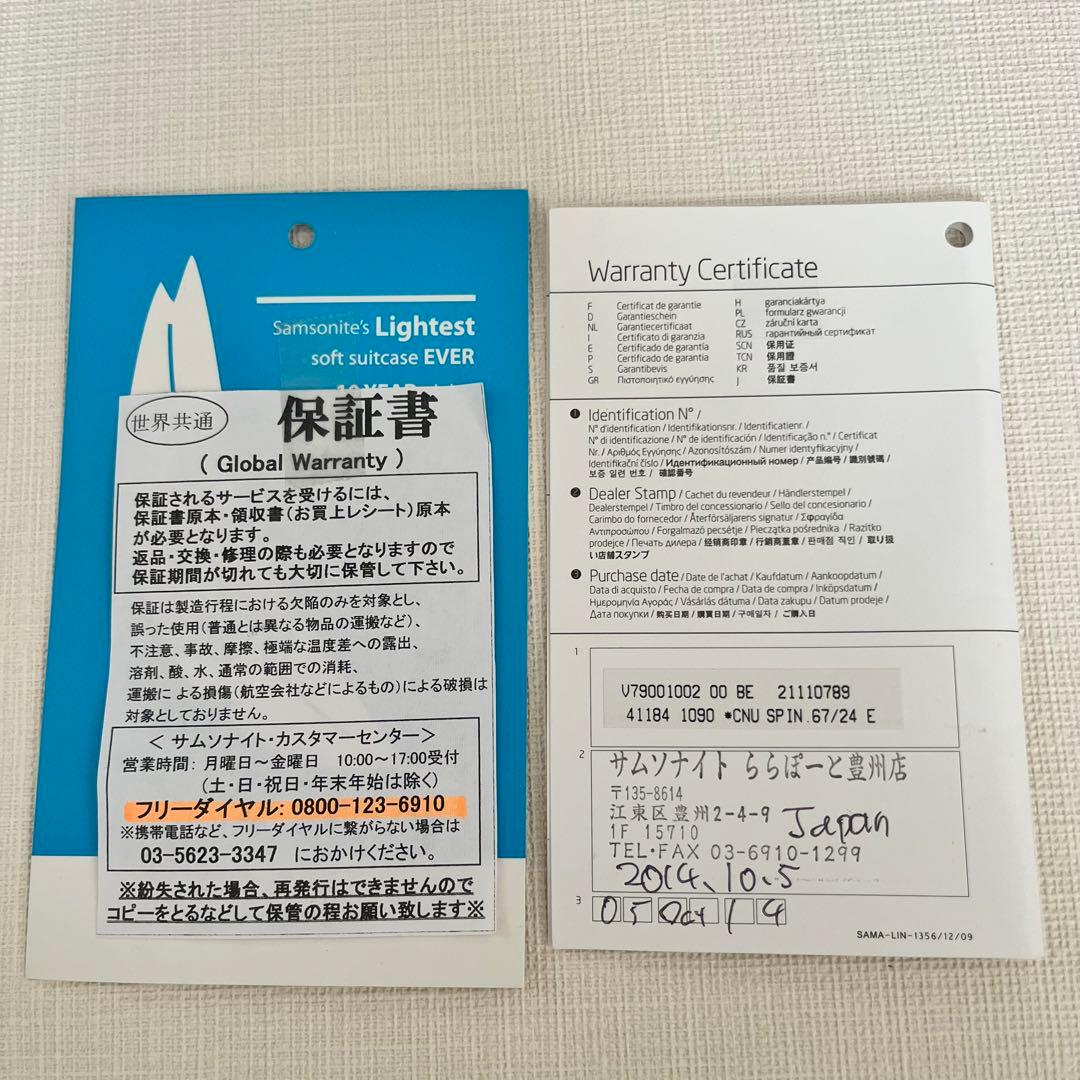 Samsonite's Lightest
soft suitcase EVER
10 YEAR
世界共通
保証書
( Global Warranty )
保証されるサービスを受けるには、
保証書原本・領収書(お買上レシート)原本
が必要となります。
返品・交換・修理の際も必要となりますので
保証期間が切れても大切に保管して下さい。
保証は製造行程における欠陥のみを対象とし、
誤った使用(普通とは異なる物品の運搬など)、
不注意、事故、摩擦、極端な温度差への露出、
溶剤、酸、水、通常の範囲での消耗、
運搬に よる損傷(航空会社などによるもの)による破損は
対象としておりません。
< サムソナイト・カスタマーセンター>
営業時間: 月曜日～金曜日 10:00～17:00受付
(土・日・祝日・年末年始は除く)
フリーダイヤル: 0800-123-6910
※携帯電話など、フリーダイヤルに繋がらない場合は
03-5623-3347 におかけください。
※紛失された場合、再発行はできませんので
コピーをとるなどして保管の程お願い致します※
Warranty Certificate
F Certificat de garantie
D Garantieschein
NL Garantiecertificaat
I Certificato di garanzia
E Certificado de garantía
P Certificado de garantia
S Garantibevis
GR Πιστοποιητικό εγγύησης
H garanciakártya
PL formularz gwarancji
CZ záruční karta
RUS гарантийный сертификат
SCN 保用证
TCN 保用證
KR 품질 보증서
J 保証書
1 Identification N° /
N° d'identification / Identifikationsnr. / Identificatienr. /
N° di identificazione / N° de identificación / Identificação n.° / Certificat
Nr. / Αριθμός Εγγύησης / Azonosítószám / Numer identyfikacyjny /
Identifikační číslo / Идентификационный номер / 产品编号 / 識別號碼 /
보증 일련 번호 / 確認番号
2 Dealer Stamp / Cachet du revendeur / Händlerstempel /
Dealerstempel / Timbro del concessionario / Sello del concesionario /
Carimbo do fornecedor / Återförsäljarens signatur / Σφραγίδα
Αντιπροσώπου / Forgalmazó pecsétje / Pieczątka pośrednika / Razítko
prodejce / Печать дилера / 经销商印章 / 行銷商蓋章 / 판매점 직인 / 取り扱
い店舗スタンプ
3 Purchase date / Date de l'achat / Kaufdatum / Aankoopdatum /
Data di acquisto / Fecha de compra / Data de compra / Inköpsdatum /
Ημερομηνία Αγοράς / Vásárlás dátuma / Data zakupu / Datum prodeje /
Дата покупки / 购买日期 / 購買日期 / 구매일자 / ご購入日
1
V79001002 00 BE 21110789
41184 1090 *CNU SPIN.67/24 E
2
サムソナイト ららぽーと豊洲店
〒135-8614
江東区豊洲2-4-9
1F 15710
Japan
TEL・FAX 03-6910-1299
2014.10.5
3
05 Oct 14
SAMA-LIN-1356/12/09